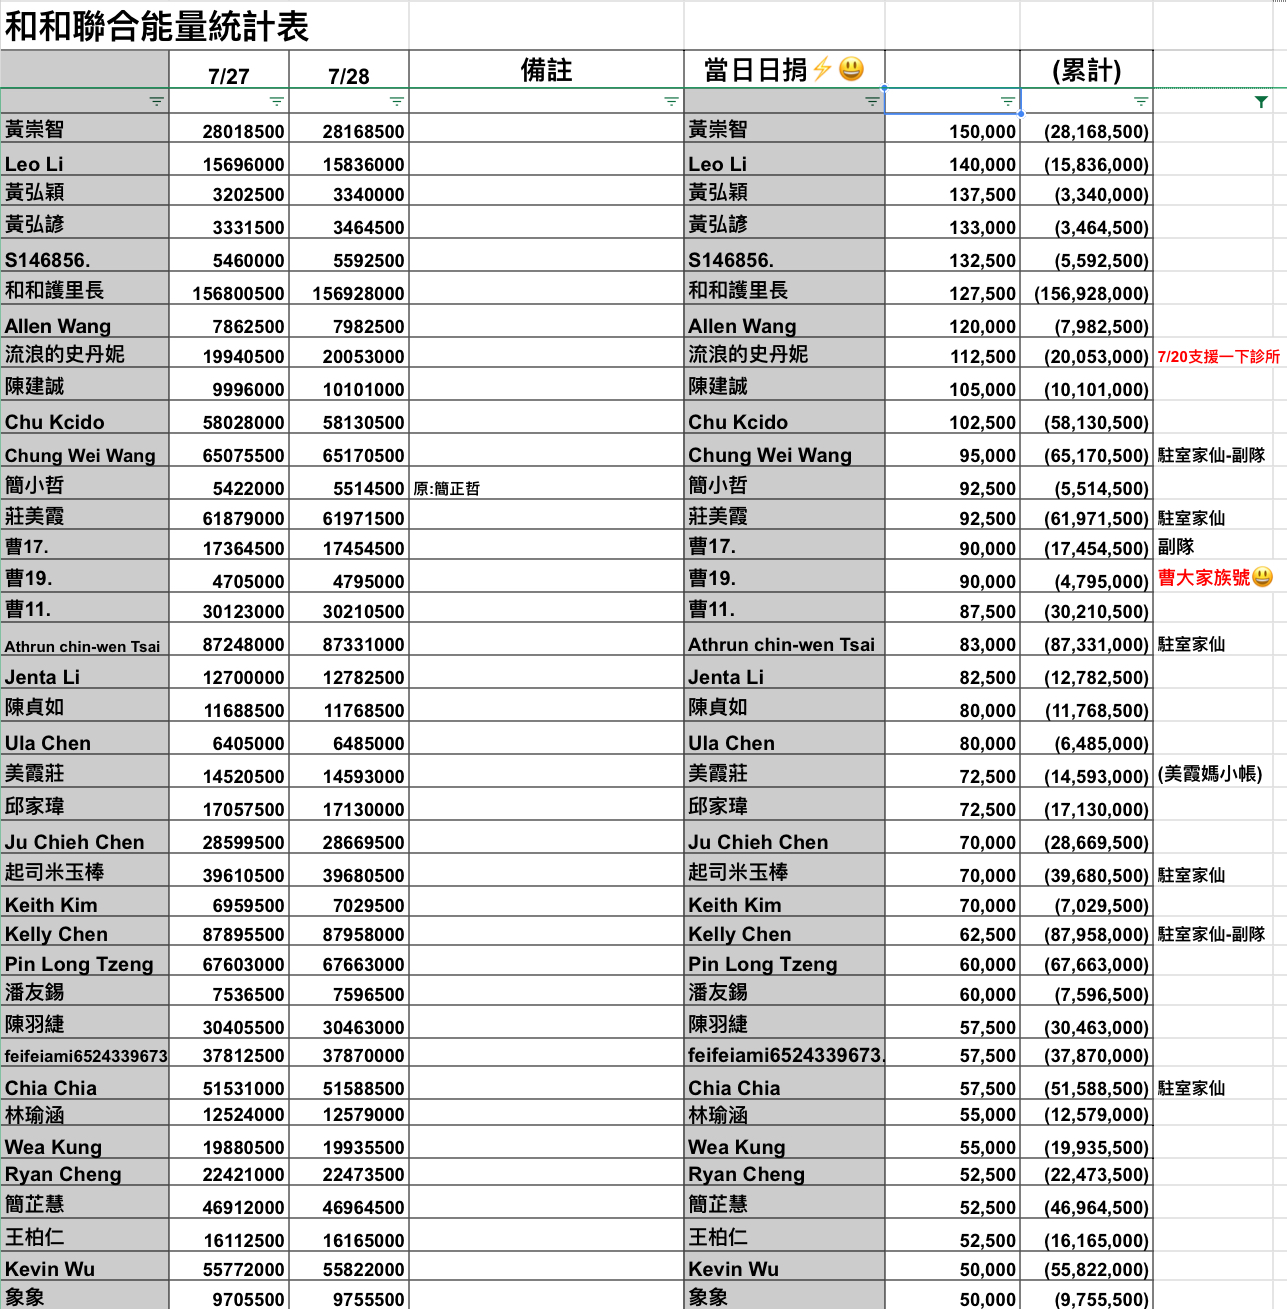 和和聯合能量統計表
7/27 7/28 備註 當日日捐⚡😃 (累計)
黃崇智 28018500 28168500 黃崇智 150,000 (28,168,500)
Leo Li 15696000 15836000 Leo Li 140,000 (15,836,000)
黃弘穎 3202500 3340000 黃弘穎 137,500 (3,340,000)
黃弘諺 3331500 3464500 黃弘諺 133,000 (3,464,500)
S146856. 5460000 5592500 S146856. 132,500 (5,592,500)
和和護里長 156800500 156928000 和和護里長 127,500 (156,928,000)
Allen Wang 7862500 7982500 Allen Wang 120,000 (7,982,500)
流浪的史丹妮 19940500 20053000 流浪的史丹妮 112,500 (20,053,000) 7/20支援一下診所
陳建誠 9996000 10101000 陳建誠 105,000 (10,101,000)
Chu Kcido 58028000 58130500 Chu Kcido 102,500 (58,130,500)
Chung Wei Wang 65075500 65170500 Chung Wei Wang 95,000 (65,170,500) 駐室家仙-副隊
簡小哲 5422000 5514500 原:簡正哲 簡小哲 92,500 (5,514,500)
莊美霞 61879000 61971500 莊美霞 92,500 (61,971,500) 駐室家仙
曹17. 17364500 17454500 曹17. 90,000 (17,454,500) 副隊
曹19. 4705000 4795000 曹19. 90,000 (4,795,000) 曹大家族號😃
曹11. 30123000 30210500 曹11. 87,500 (30,210,500)
Athrun chin-wen Tsai 87248000 87331000 Athrun chin-wen Tsai 83,000 (87,331,000) 駐室家仙
Jenta Li 12700000 12782500 Jenta Li 82,500 (12,782,500)
陳貞如 11688500 11768500 陳貞如 80,000 (11,768,500)
Ula Chen 6405000 6485000 Ula Chen 80,000 (6,485,000)
美霞莊 14520500 14593000 美霞莊 72,500 (14,593,000) (美霞媽小帳)
邱家瑋 17057500 17130000 邱家瑋 72,500 (17,130,000)
Ju Chieh Chen 28599500 28669500 Ju Chieh Chen 70,000 (28,669,500)
起司米玉棒 39610500 39680500 起司米玉棒 70,000 (39,680,500) 駐室家仙
Keith Kim 6959500 7029500 Keith Kim 70,000 (7,029,500)
Kelly Chen 87895500 87958000 Kelly Chen 62,500 (87,958,000) 駐室家仙-副隊
Pin Long Tzeng 67603000 67663000 Pin Long Tzeng 60,000 (67,663,000)
潘友錫 7536500 7596500 潘友錫 60,000 (7,596,500)
陳羽緁 30405500 30463000 陳羽緁 57,500 (30,463,000)
feifeiami6524339673 37812500 37870000 feifeiami6524339673. 57,500 (37,870,000)
Chia Chia 51531000 51588500 Chia Chia 57,500 (51,588,500) 駐室家仙
林瑜涵 12524000 12579000 林瑜涵 55,000 (12,579,000)
Wea Kung 19880500 19935500 Wea Kung 55,000 (19,935,500)
Ryan Cheng 22421000 22473500 Ryan Cheng 52,500 (22,473,500)
簡芷慧 46912000 46964500 簡芷慧 52,500 (46,964,500)
王柏仁 16112500 16165000 王柏仁 52,500 (16,165,000)
Kevin Wu 55772000 55822000 Kevin Wu 50,000 (55,822,000)
象象 9705500 9755500 象象 50,000 (9,755,500)